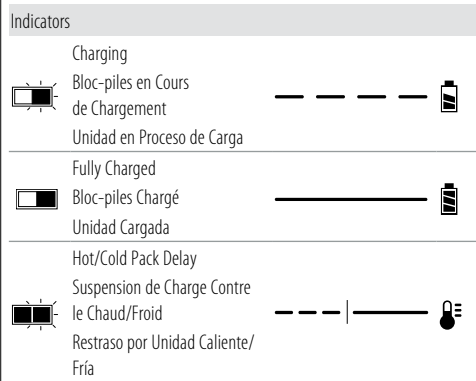 Indicators
Charging
Bloc-piles en Cours
de Chargement
Unidad en Proceso de Carga
Fully Charged
Bloc-piles Chargé
Unidad Cargada
Hot/Cold Pack Delay
Suspension de Charge Contre
le Chaud/Froid
Restraso por Unidad Caliente/
Fría